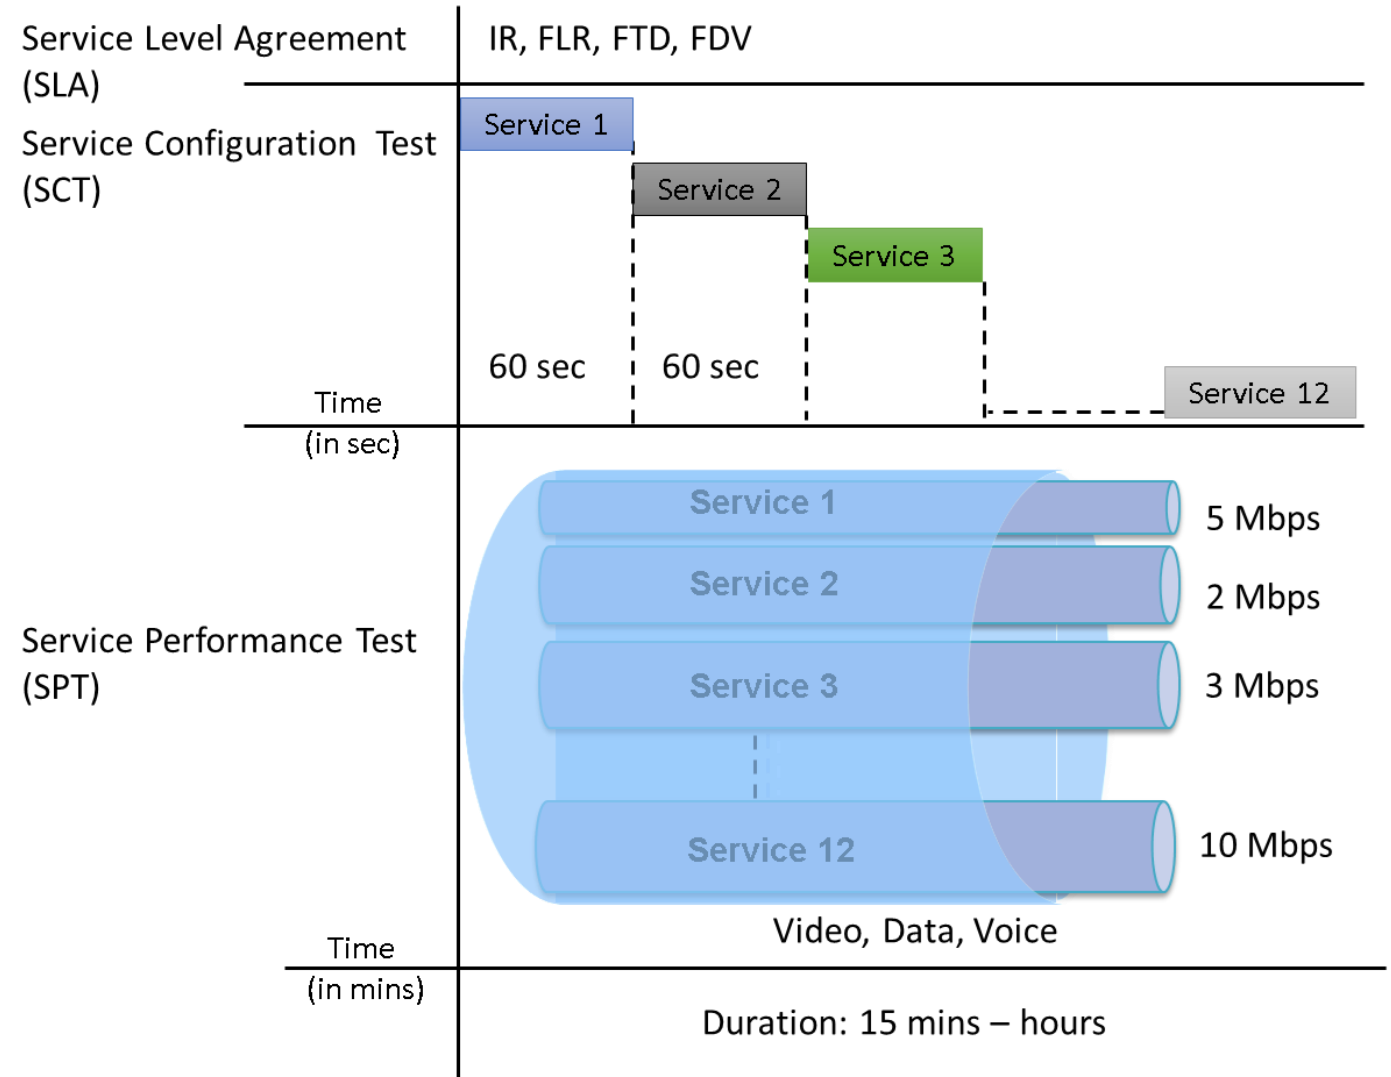 Service Level Agreement
(SLA)
IR, FLR, FTD, FDV
Service Configuration Test
(SCT)
Service 1
Service 2
Service 3
60 sec
60 sec
Service 12
Time
(in sec)
Service Performance Test
(SPT)
Service 1
5 Mbps
Service 2
2 Mbps
Service 3
3 Mbps
Service 12
10 Mbps
Video, Data, Voice
Time
(in mins)
Duration: 15 mins – hours